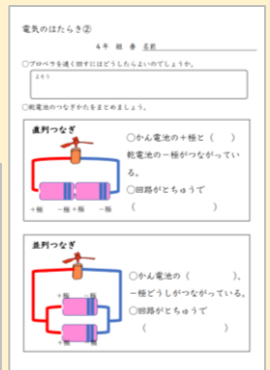 電気のはたらき②
4年 組 番 名前
○プロペラを速く回すにはどうしたらよいのでしょうか。
よそう
○乾電池のつなぎかたをまとめましょう。
直列つなぎ
○かん電池の+極と(　　)
乾電池の-極がつながってい
る。
○回路がとちゅうで
(　　　　　　　　)
+極 -極 +極 -極
並列つなぎ
+極 -極
○かん電池の(　　　　　)、
-極どうしがつながっている。
○回路がとちゅうで
(　　　　　　　　)
+極 -極